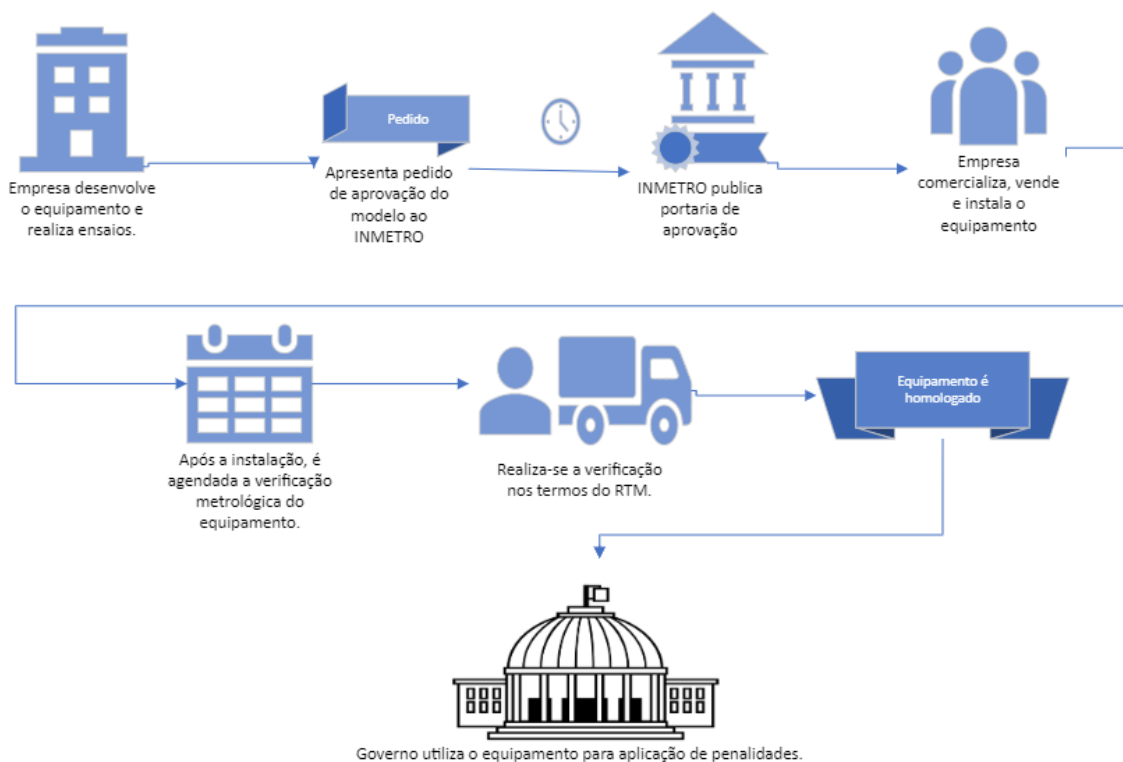 Empresa desenvolve
o equipamento e
realiza ensaios.
Pedido
Apresenta pedido
de aprovação do
modelo ao
INMETRO
INMETRO publica
portaria de
aprovação
Empresa
comercializa, vende
e instala o
equipamento
Após a instalação, é
agendada a verificação
metrológica do
equipamento.
Realiza-se a verificação
nos termos do RTM.
Equipamento é
homologado
Governo utiliza o equipamento para aplicação de penalidades.